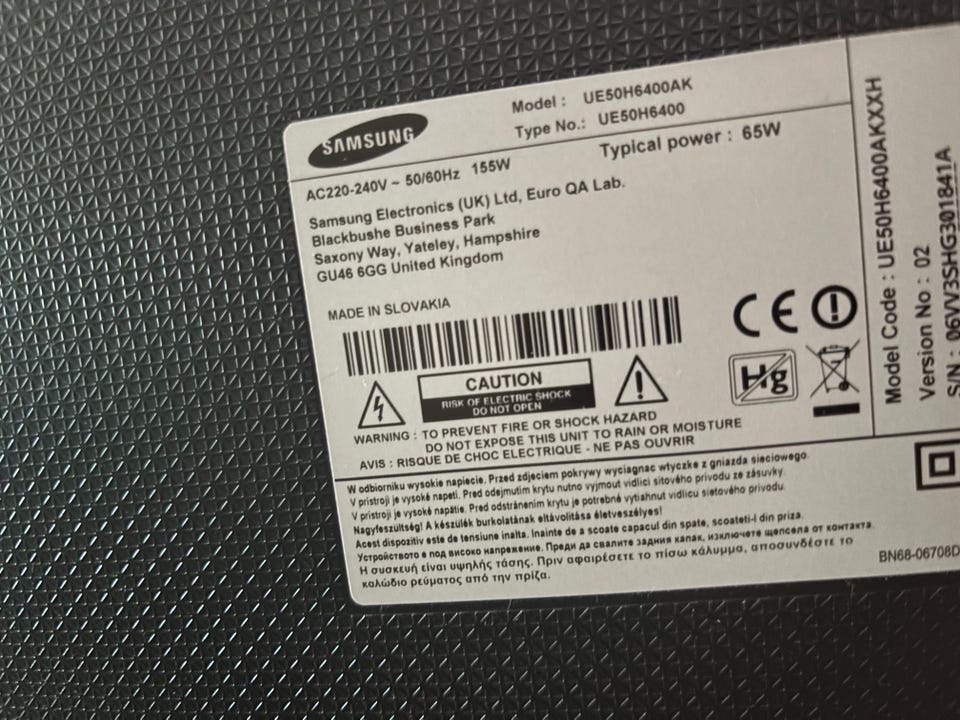 SAMSUNG
Model : UE50H6400AK
Type No.: UE50H6400
AC220-240V ~ 50/60Hz 155W
Typical power : 65W
Samsung Electronics (UK) Ltd, Euro QA Lab.
Blackbushe Business Park
Saxony Way, Yateley, Hampshire
GU46 6GG United Kingdom
MADE IN SLOVAKIA
CE
Hg
CAUTION
RISK OF ELECTRIC SHOCK
DO NOT OPEN
WARNING : TO PREVENT FIRE OR SHOCK HAZARD
DO NOT EXPOSE THIS UNIT TO RAIN OR MOISTURE
AVIS : RISQUE DE CHOC ELECTRIQUE - NE PAS OUVRIR
W odbiorniku wysokie napiecie. Przed zdjeciem pokrywy wyciagnac wtyczke z gniazda sieciowego.
V pristroji je vysoké napeti. Pred odejmutim krytu nutno vyjmout vidlici sitového privodu ze zásuvky.
V pristroji je vysoké napätie. Pred odstránením krytu je potrebné vytiahnut vidlicu sietového privodu.
Nagyfeszültség! A készülék burkolatának eltávolitása életveszélyes!
Acest dispozitiv este de tensiune inalta. Inainte de a scoate capacul din spate, scoateti-l din priza.
Устройството е под високо напрежение. Преди да свалите задния капак, изключете щепсела от контакта.
Η συσκευή είναι υψηλής τάσης. Πριν αφαιρέσετε το πίσω κάλυμμα, αποσυνδέστε το
καλώδιο ρεύματος από την πρίζα.
BN68-06708D
Model Code : UE50H6400AKXXH
Version No : 02
S/N : 06VV3SHG301841A